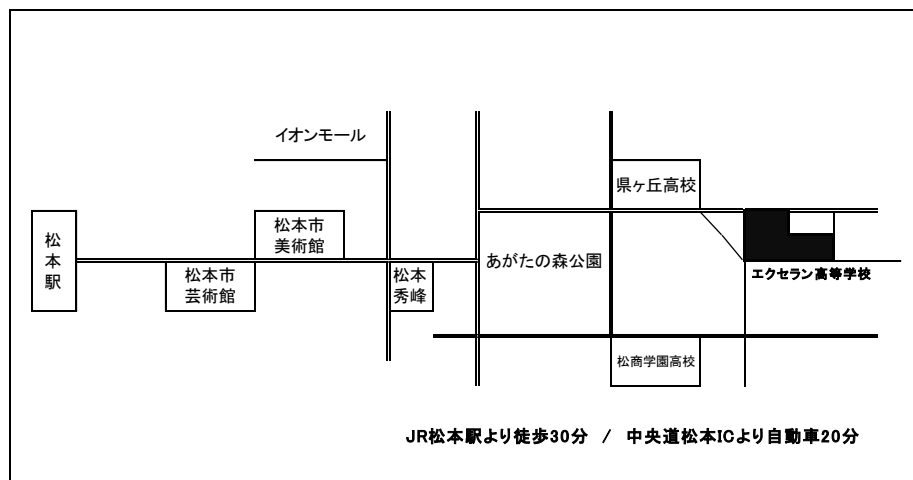 イオンモール
県ヶ丘高校
松本駅
松本市
美術館
松本市
芸術館
松本
秀峰
あがたの森公園
エクセラン高等学校
松商学園高校
JR松本駅より徒歩30分 / 中央道松本ICより自動車20分